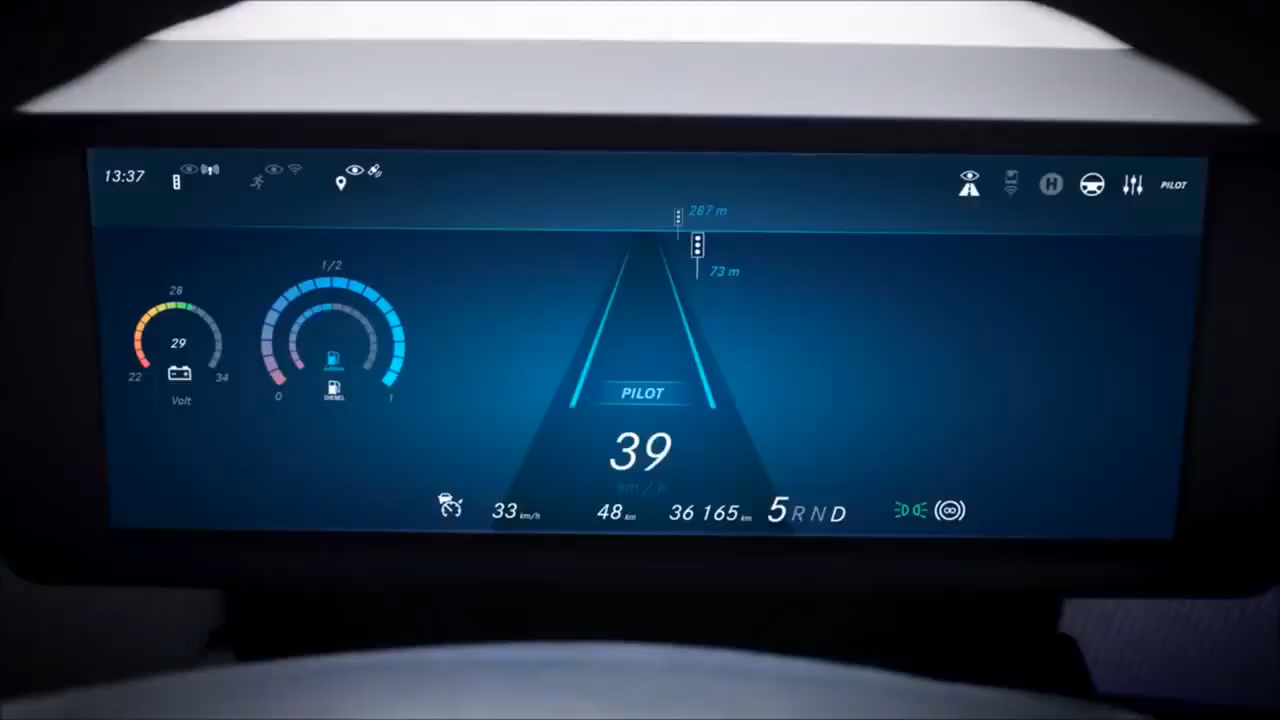 13:37
PILOT
287 m
73 m
1/2
28
29
22
34
Volt
0
DIESEL
1
H
PILOT
39
km / h
33 km/h
48 km
36 165 km
5 R N D